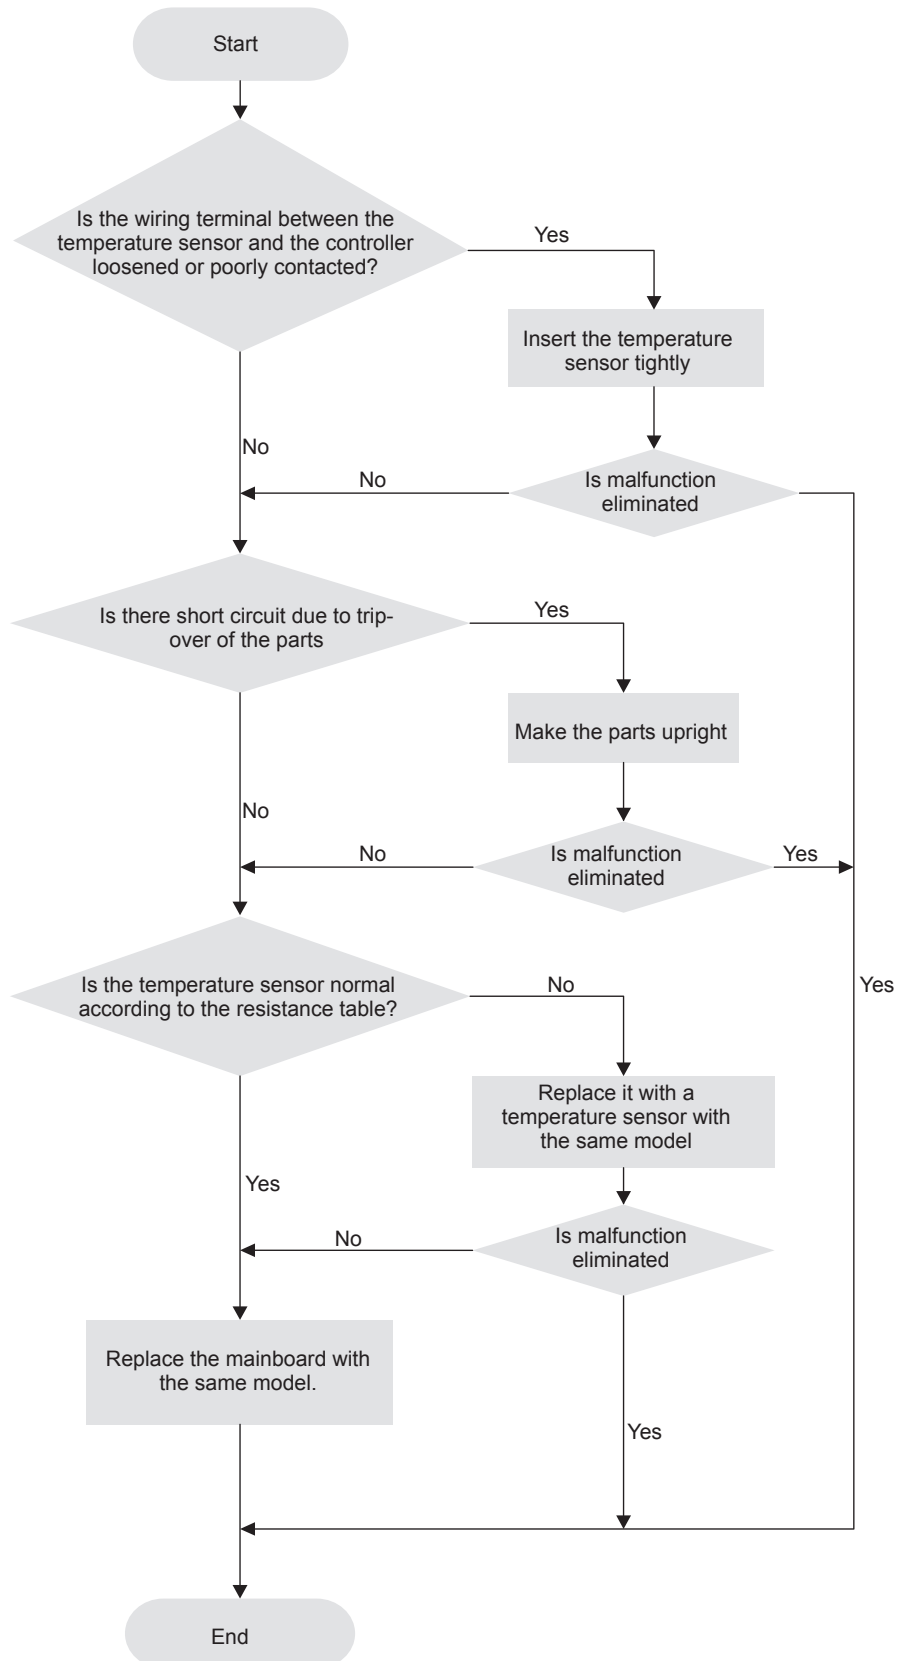 Start
Is the wiring terminal between the
temperature sensor and the controller
loosened or poorly contacted?
Yes
Insert the temperature
sensor tightly
No
No
Is malfunction
eliminated
Is there short circuit due to trip-
over of the parts
Yes
Make the parts upright
No
No
Is malfunction
eliminated
Yes
Is the temperature sensor normal
according to the resistance table?
No
Yes
Replace it with a
temperature sensor with
the same model
Yes
No
Is malfunction
eliminated
Replace the mainboard with
the same model.
Yes
End